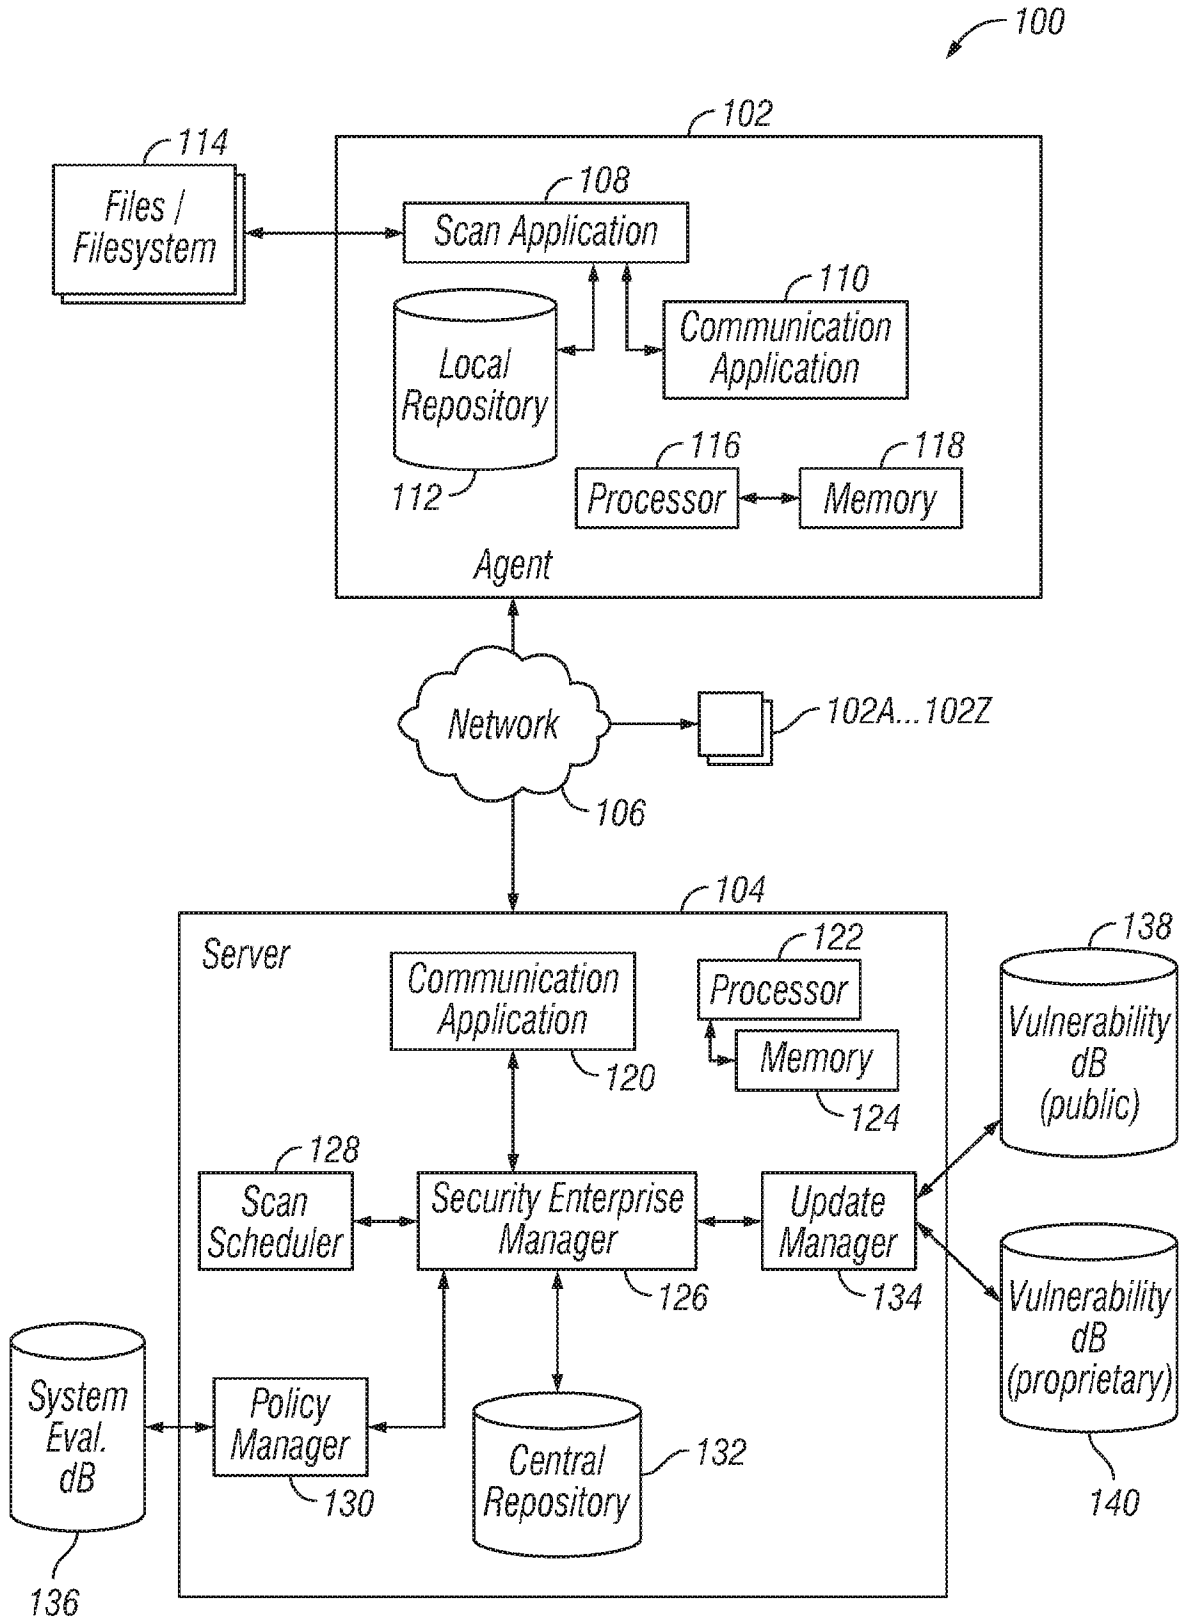 100
102
114
Files /
Filesystem
108
Scan Application
110
Communication
Application
Local
Repository
112
116
Processor
118
Memory
Agent
Network
102A...102Z
106
104
Server
Communication
Application
120
122
Processor
Memory
124
138
Vulnerability
dB
(public)
128
Scan
Scheduler
Security Enterprise
Manager
126
Update
Manager
134
Vulnerability
dB
(proprietary)
140
System
Eval.
dB
136
Policy
Manager
130
Central
Repository
132